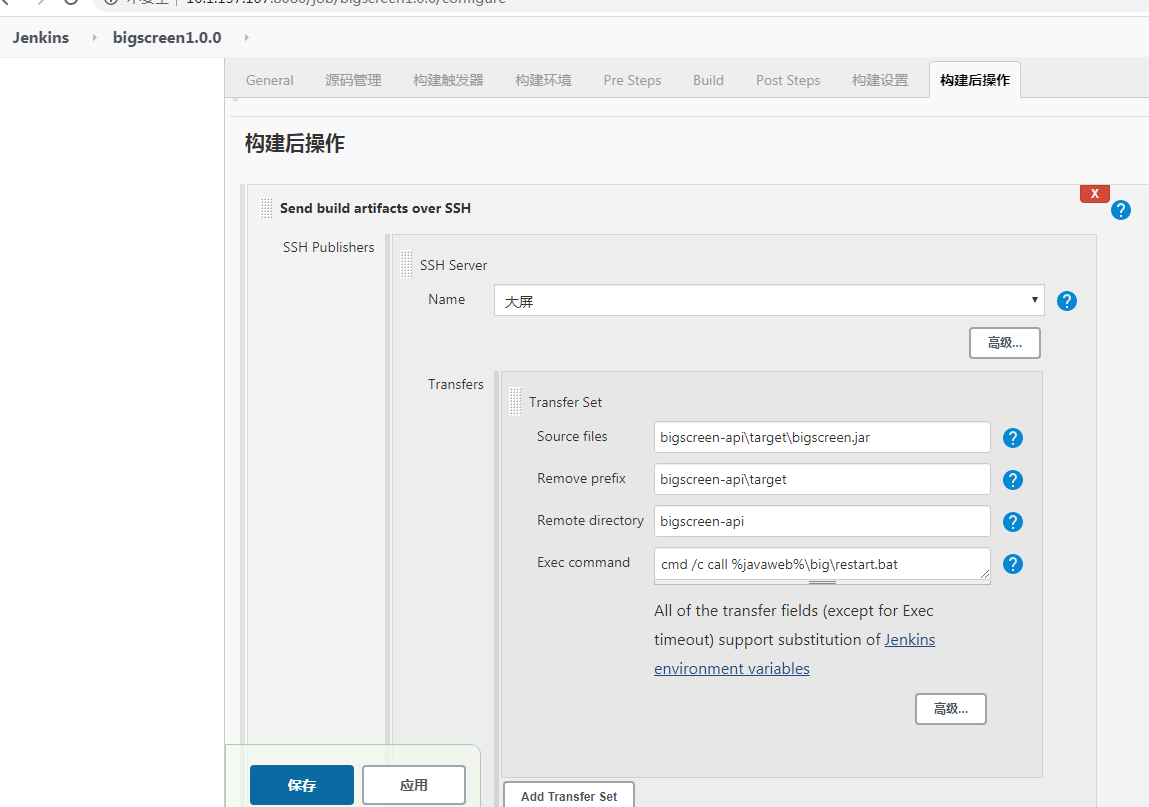 Jenkins bigscreen1.0.0
General 源码管理 构建触发器 构建环境 Pre Steps Build Post Steps 构建设置 构建后操作
构建后操作
X
Send build artifacts over SSH
SSH Publishers
SSH Server
Name 大屏
高级...
Transfers
Transfer Set
Source files bigscreen-api\target\bigscreen.jar
Remove prefix bigscreen-api\target
Remote directory bigscreen-api
Exec command cmd /c call %javaweb%\big\restart.bat
All of the transfer fields (except for Exec
timeout) support substitution of Jenkins
environment variables
高级...
保存 应用
Add Transfer Set